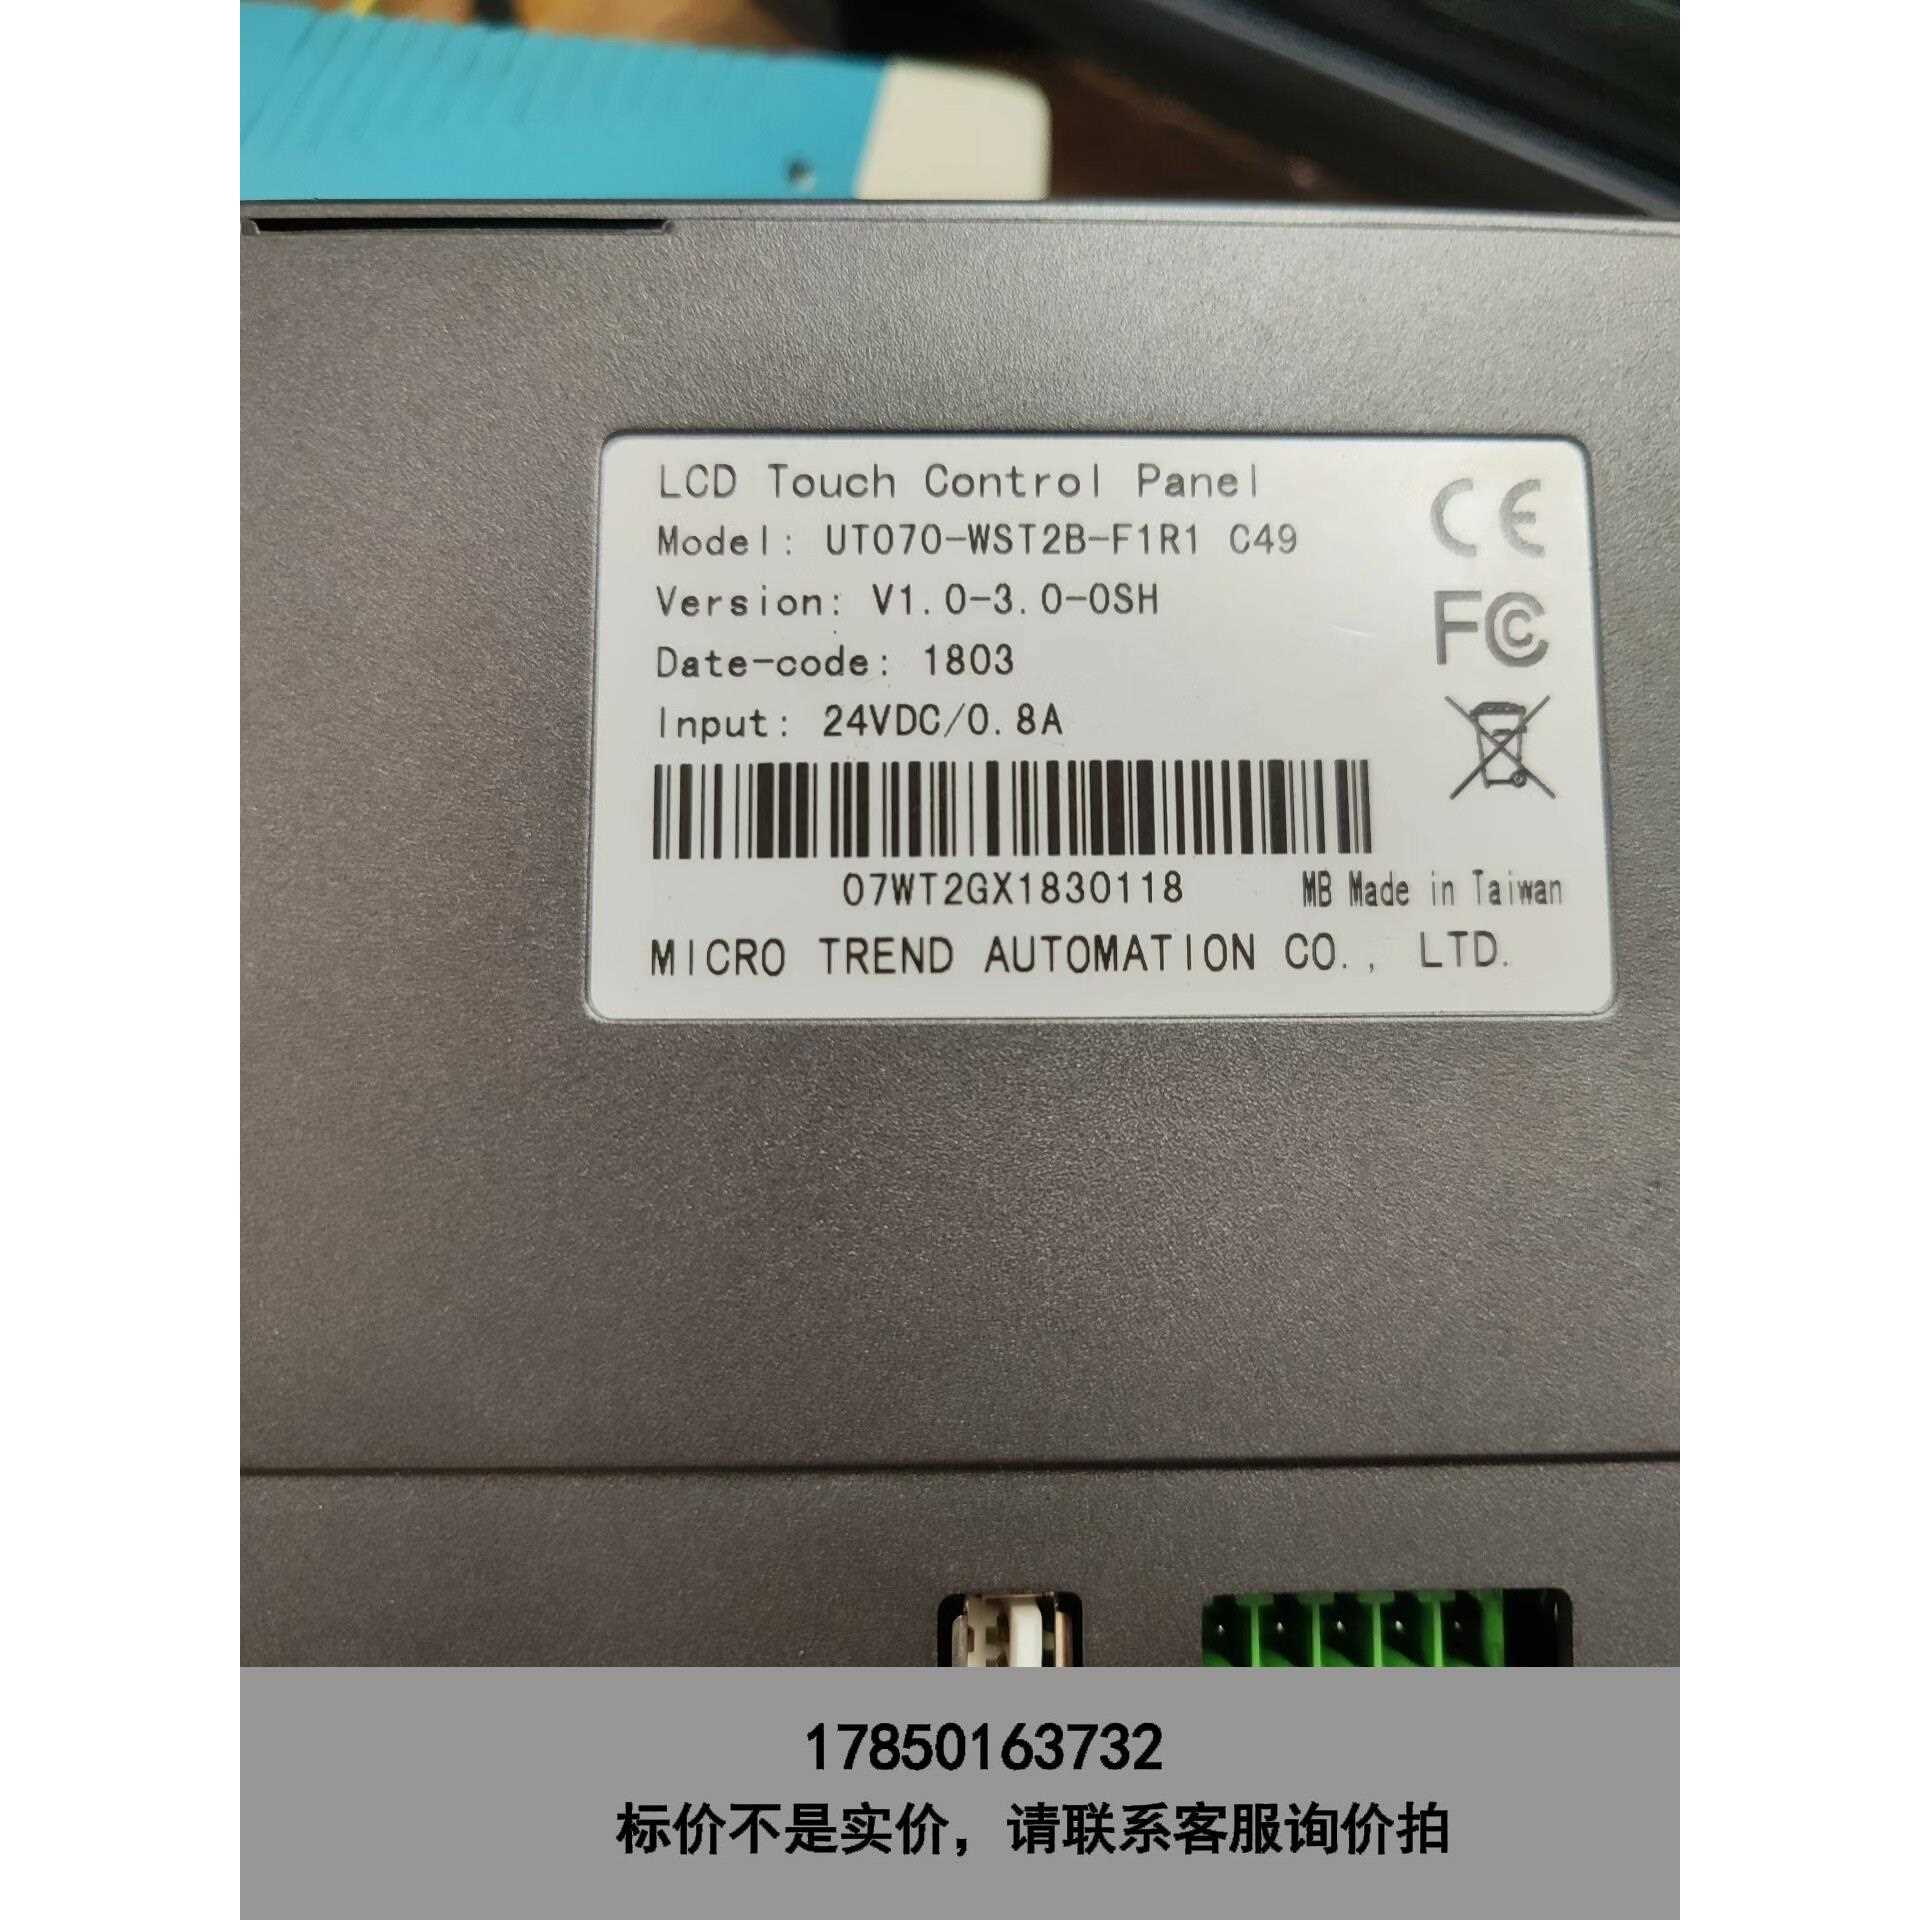 LCD Touch Control Panel
Model: UT070-WST2B-F1R1 C49
Version: V1.0-3.0-0SH
Date-code: 1803
Input: 24VDC/0.8A
CE
FC
07WT2GX1830118
MB Made in Taiwan
MICRO TREND AUTOMATION CO., LTD.
17850163732
标价不是实价，请联系客服询价拍